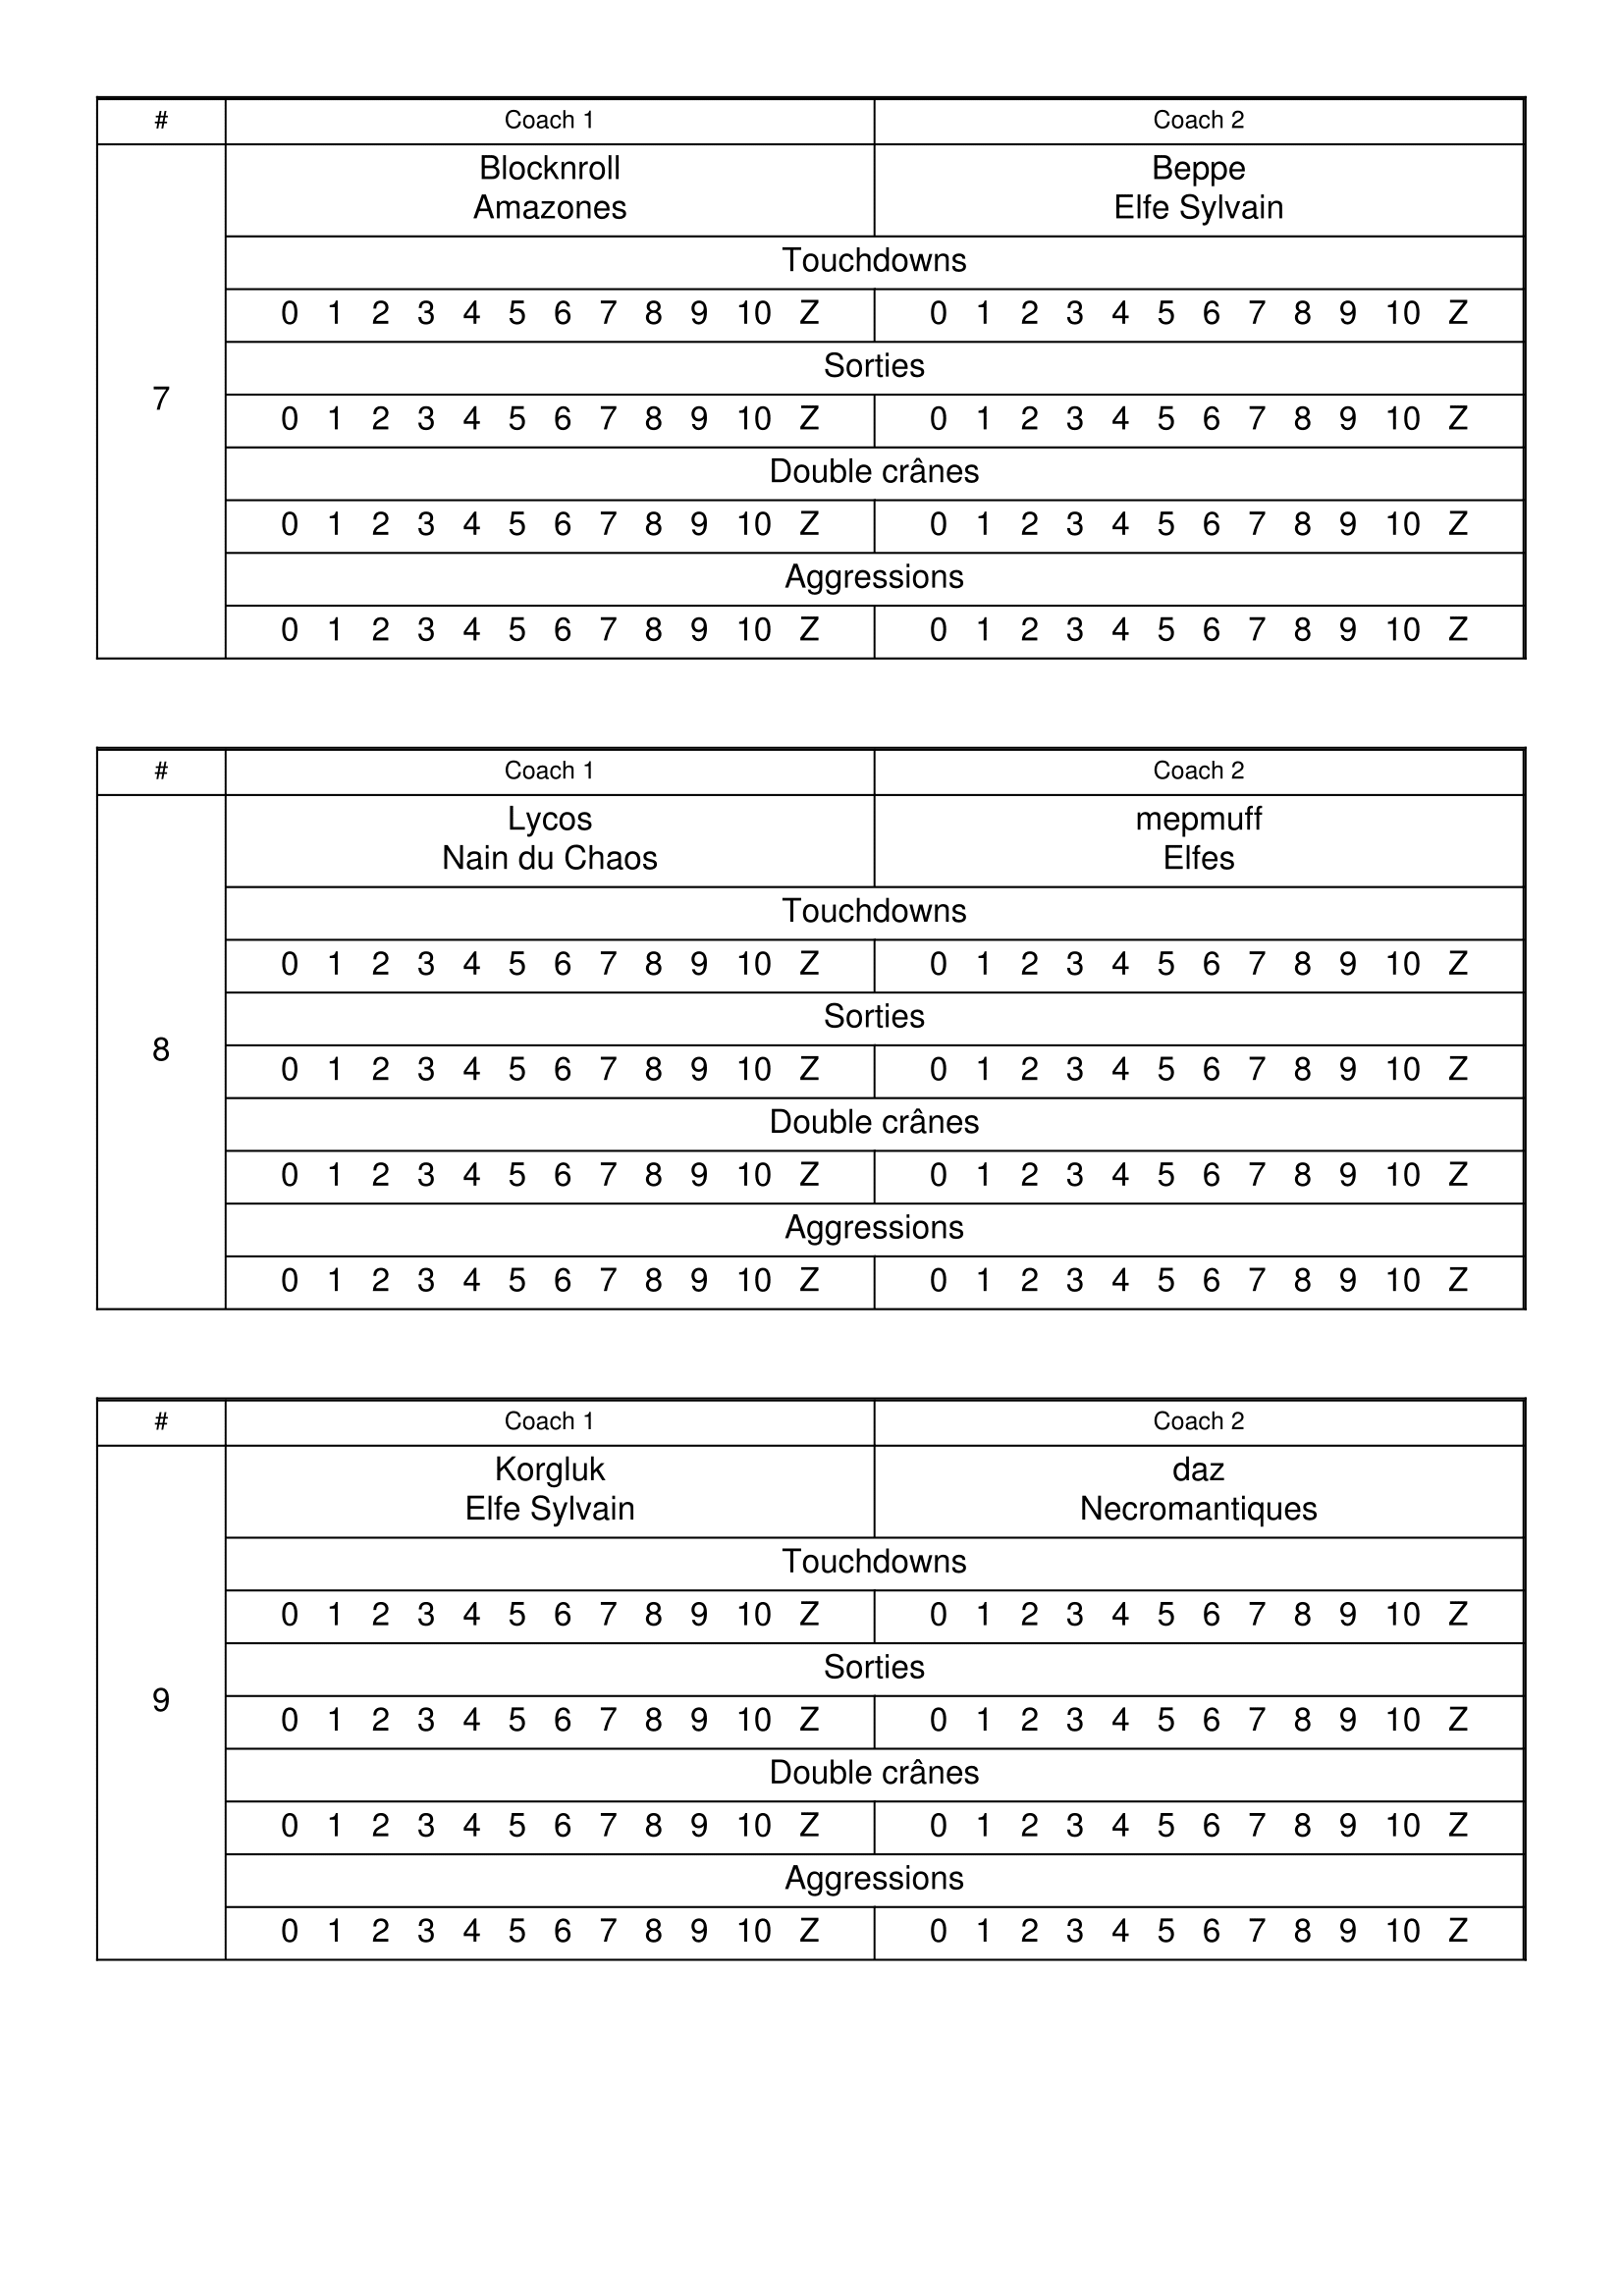 # Coach 1 Coach 2
Blocknroll Beppe
Amazones Elfe Sylvain
Touchdowns
0 1 2 3 4 5 6 7 8 9 10 Z 0 1 2 3 4 5 6 7 8 9 10 Z
Sorties
7
0 1 2 3 4 5 6 7 8 9 10 Z 0 1 2 3 4 5 6 7 8 9 10 Z
Double crânes
0 1 2 3 4 5 6 7 8 9 10 Z 0 1 2 3 4 5 6 7 8 9 10 Z
Aggressions
0 1 2 3 4 5 6 7 8 9 10 Z 0 1 2 3 4 5 6 7 8 9 10 Z
# Coach 1 Coach 2
Lycos mepmuff
Nain du Chaos Elfes
Touchdowns
0 1 2 3 4 5 6 7 8 9 10 Z 0 1 2 3 4 5 6 7 8 9 10 Z
Sorties
8
0 1 2 3 4 5 6 7 8 9 10 Z 0 1 2 3 4 5 6 7 8 9 10 Z
Double crânes
0 1 2 3 4 5 6 7 8 9 10 Z 0 1 2 3 4 5 6 7 8 9 10 Z
Aggressions
0 1 2 3 4 5 6 7 8 9 10 Z 0 1 2 3 4 5 6 7 8 9 10 Z
# Coach 1 Coach 2
Korgluk daz
Elfe Sylvain Necromantiques
Touchdowns
0 1 2 3 4 5 6 7 8 9 10 Z 0 1 2 3 4 5 6 7 8 9 10 Z
Sorties
9
0 1 2 3 4 5 6 7 8 9 10 Z 0 1 2 3 4 5 6 7 8 9 10 Z
Double crânes
0 1 2 3 4 5 6 7 8 9 10 Z 0 1 2 3 4 5 6 7 8 9 10 Z
Aggressions
0 1 2 3 4 5 6 7 8 9 10 Z 0 1 2 3 4 5 6 7 8 9 10 Z